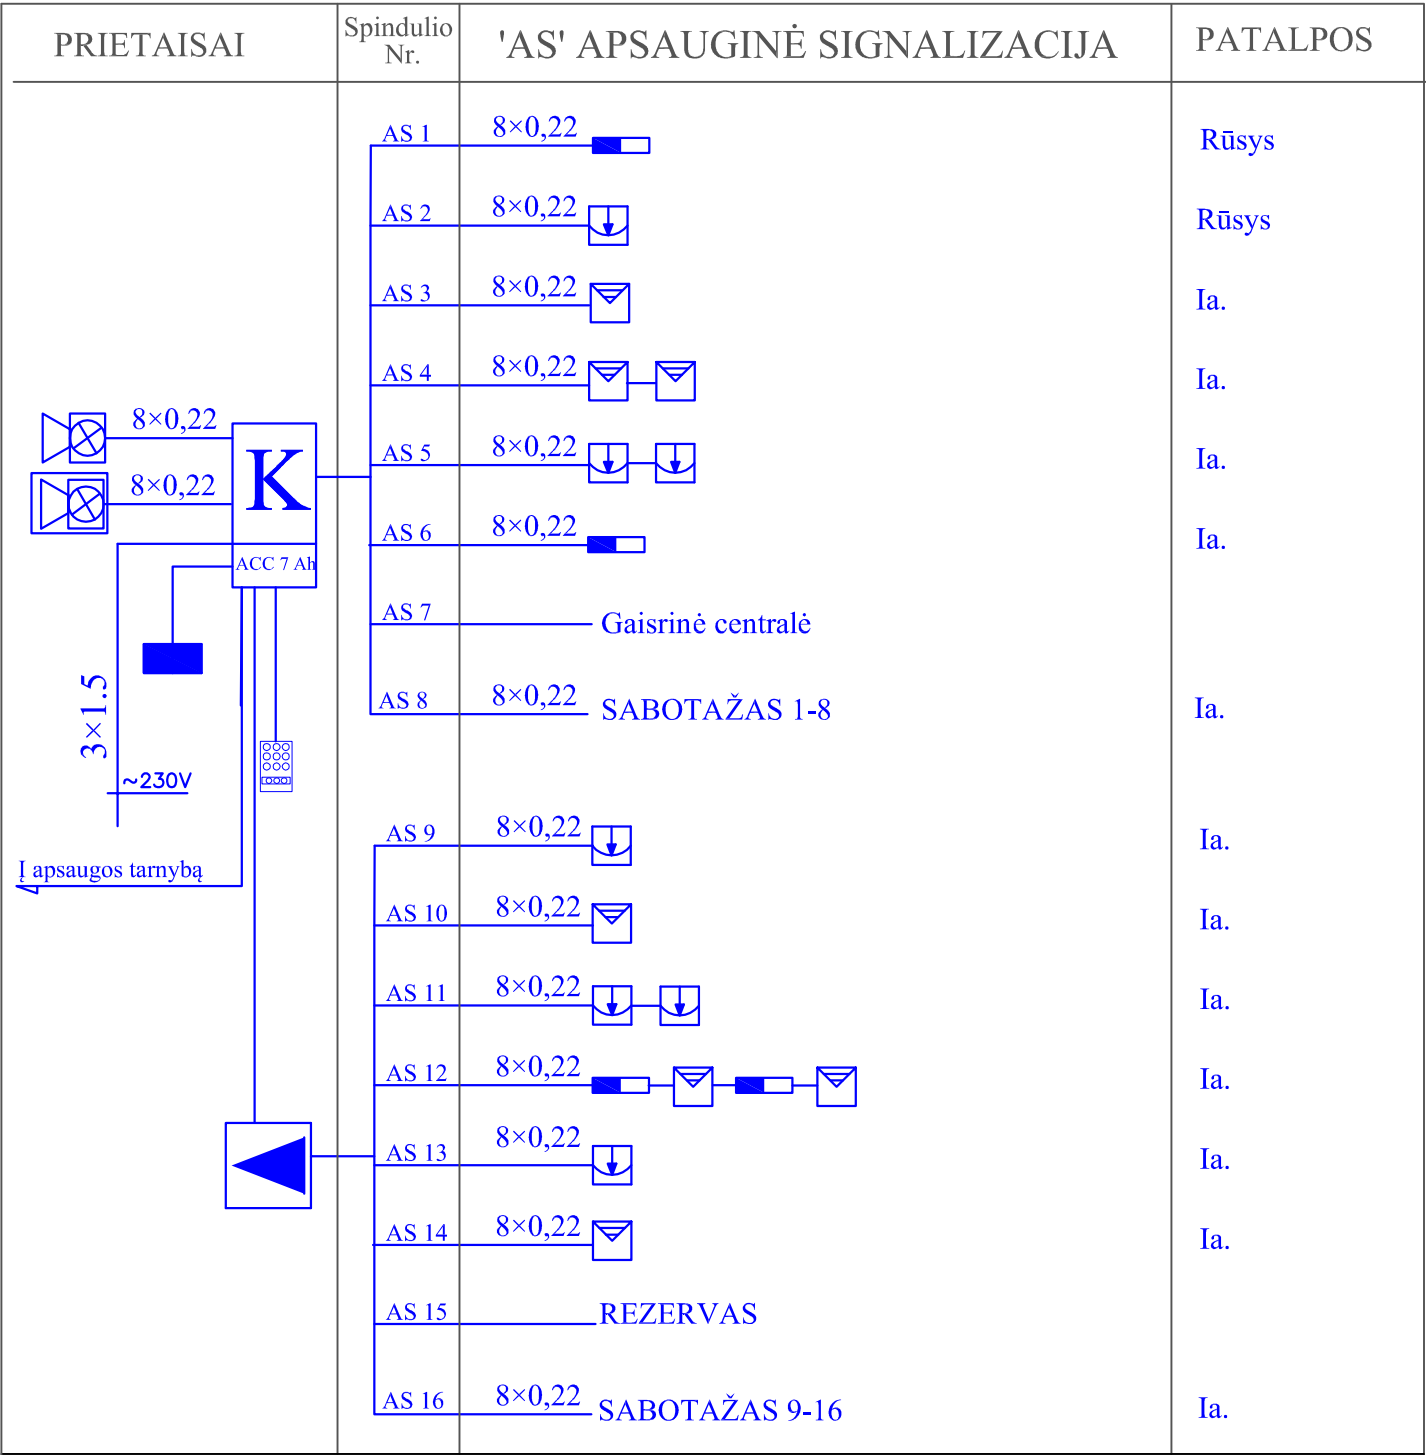 PRIETAISAI
Spindulio
Nr.
'AS' APSAUGINĖ SIGNALIZACIJA
PATALPOS
AS 1 8×0,22 Rūsys
AS 2 8×0,22 Rūsys
AS 3 8×0,22 Ia.
AS 4 8×0,22 Ia.
8×0,22
8×0,22
K
ACC 7 Ah
AS 5 8×0,22 Ia.
AS 6 8×0,22 Ia.
AS 7 Gaisrinė centralė
AS 8 8×0,22 SABOTAŽAS 1-8 Ia.
3×1.5
~230V
Į apsaugos tarnybą
AS 9 8×0,22 Ia.
AS 10 8×0,22 Ia.
AS 11 8×0,22 Ia.
AS 12 8×0,22 Ia.
AS 13 8×0,22 Ia.
AS 14 8×0,22 Ia.
AS 15 REZERVAS
AS 16 8×0,22 SABOTAŽAS 9-16 Ia.